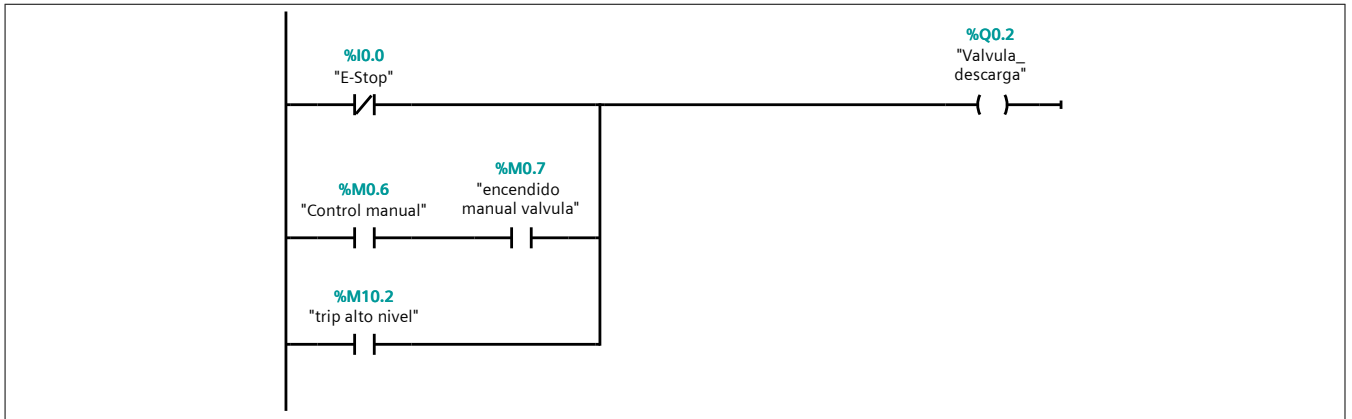 %I0.0
"E-Stop"
%Q0.2
"Valvula_
descarga"
%M0.6
"Control manual"
%M0.7
"encendido
manual valvula"
%M10.2
"trip alto nivel"